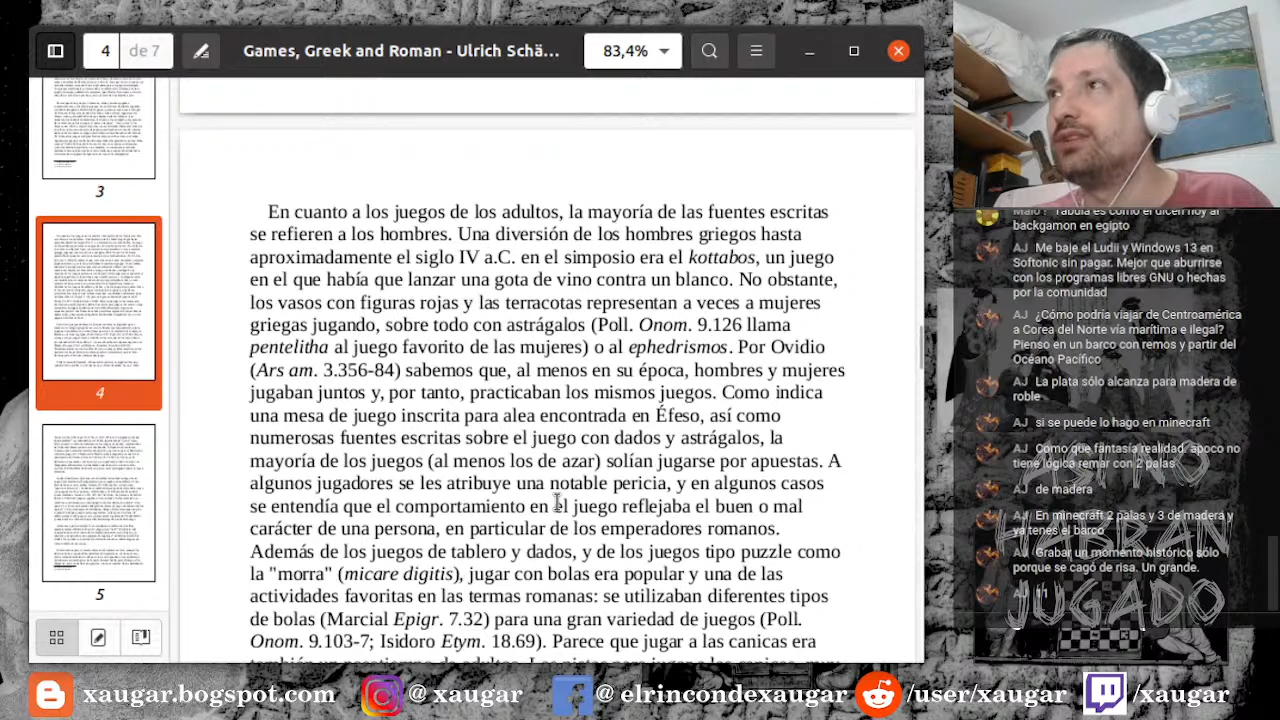 4 de 7
Games, Greek and Roman - Ulrich Schä...
83,4%
3
4
5
En cuanto a los juegos de los adultos, la mayoría de las fuentes escritas
se refieren a los hombres. Una diversión de los hombres griegos hasta
aproximadamente el siglo IV a.C.. en el simposio era el kottabos, un juego
en el que había que lanzar una gota de vino contra un blanco. No obstante,
los vasos con figuras rojas y las terracotas representan a veces a mujeres
griegas jugando, sobre todo con astrágalos (Poll. Onom. 9.126 llama
pentelitha al juego favorito de las mujeres) o al ephedrismos. Por Ovidio
(Ars am. 3.356-84) sabemos que, al menos en su época, hombres y mujeres
jugaban juntos y, por tanto, practicaban los mismos juegos. Como indica
una mesa de juego inscrita para alea encontrada en Éfeso, así como
numerosas fuentes escritas sobre el juego con dados y astrágalos, la
mayoría de los juegos (al menos los de azar) solían jugarse por apuestas. A
algunos jugadores se les atribuía una notable pericia, y en algunos casos
se entendía que el comportamiento en el juego reflejaba el buen o mal
carácter de una persona, en particular de los emperadores romanos.
Además de los juegos de tablero y dados, y de los juegos tipo puzzle como
la "morra" (micare digitis), jugar con bolas era popular y una de las
actividades favoritas en las termas romanas: se utilizaban diferentes tipos
de bolas (Marcial Epigr. 7.32) para una gran variedad de juegos (Poll.
Onom. 9.103-7; Isidoro Etym. 18.69). Parece que jugar a las canicas era
Malo? Tabula es como le dicen hoy al
backgamon en egipto
AJ Me baje el Ludii y Windows 13 en
Softonic sin pagar. Mejor que aburrirse
con los programas libres GNU o hechas
por la comunidad
AJ ¿Cómo podría viajar de Centroamérica
a Corea del Norte vía marítima e ilegal?
Pienso en un barco con remos y partir del
Océano Pacífico
AJ La plata sólo alcanza para madera de
roble
AJ si se puede lo hago en minecraft
AJ Como que fantasía realidad. apoco no
tiene lógica remar con 2 palas
AJ de madera
AJ En minecraft 2 palas y 3 de madera y
ya tenes el barco
AJ Grabar un momento histórico sólo
porque se cagó de risa. Un grande.
AJ 11
JUGADO
xaugar.bogspot.com
@ xaugar
@ elrincondexaugar
/user/xaugar
/xaugar